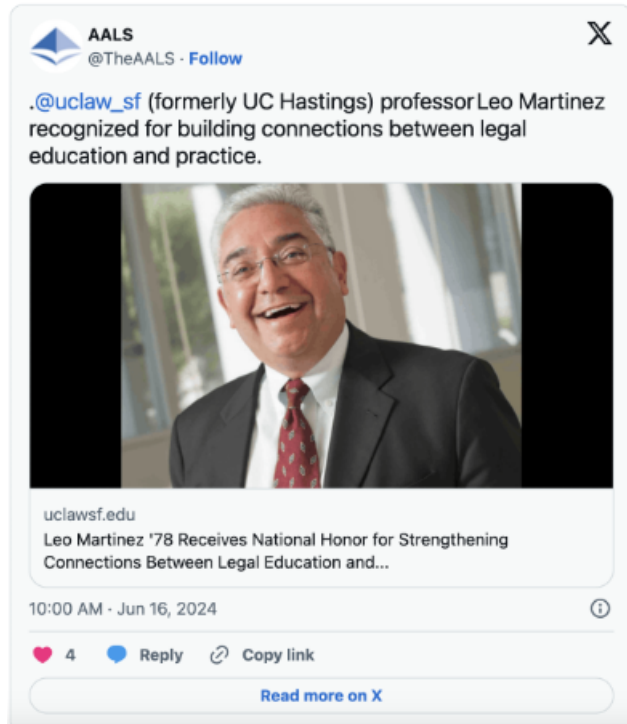 AALS
@TheAALS · Follow
.@uclaw_sf (formerly UC Hastings) professor Leo Martinez
recognized for building connections between legal
education and practice.
uclawsf.edu
Leo Martinez '78 Receives National Honor for Strengthening
Connections Between Legal Education and...
10:00 AM · Jun 16, 2024
4 Reply Copy link
Read more on X